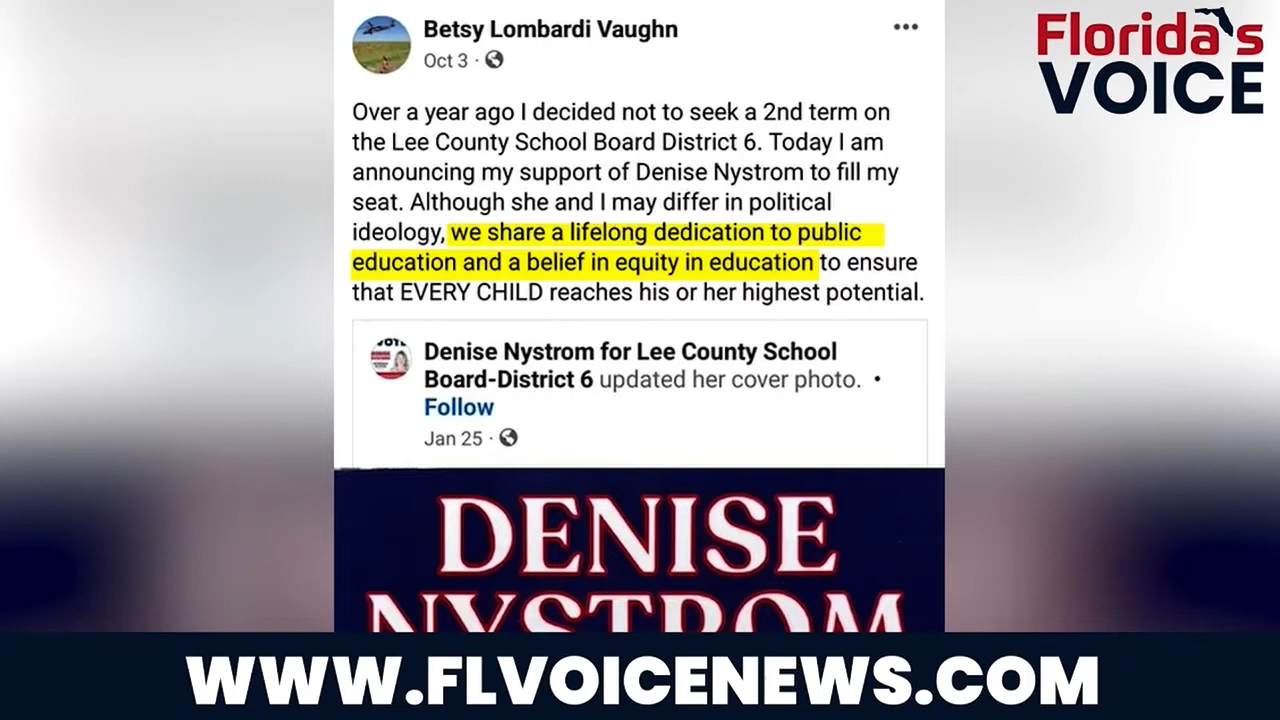 Betsy Lombardi Vaughn
Oct 3 ·
Florida's
VOICE
Over a year ago I decided not to seek a 2nd term on
the Lee County School Board District 6. Today I am
announcing my support of Denise Nystrom to fill my
seat. Although she and I may differ in political
ideology, we share a lifelong dedication to public
education and a belief in equity in education to ensure
that EVERY CHILD reaches his or her highest potential.
Denise Nystrom for Lee County School
Board-District 6 updated her cover photo. •
Follow
Jan 25 ·
DENISE
NYSTROM
WWW.FLVOICENEWS.COM